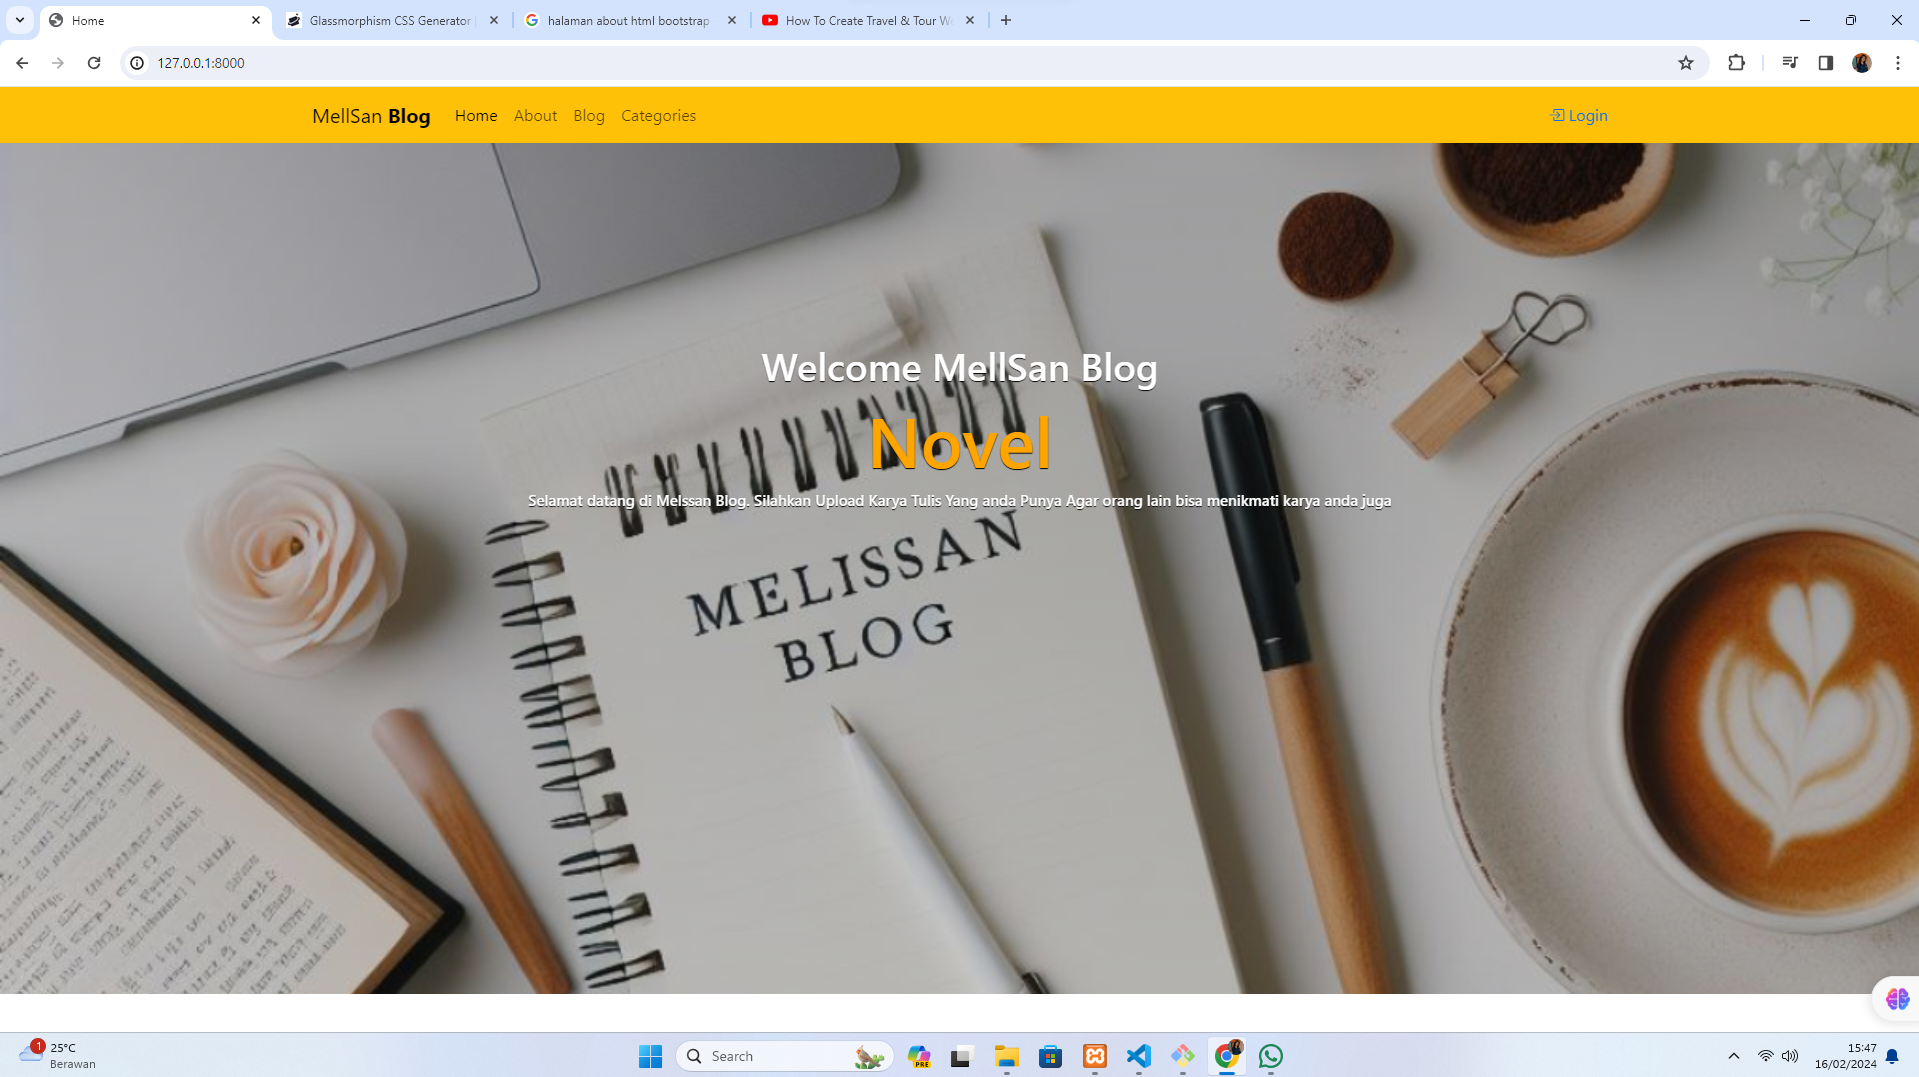 Home
Glassmorphism CSS Generator
halaman about html bootstrap
How To Create Travel & Tour We
127.0.0.1:8000
MellSan Blog
Home
About
Blog
Categories
Login
Welcome MellSan Blog
Novel
Selamat datang di Melssan Blog. Silahkan Upload Karya Tulis Yang anda Punya Agar orang lain bisa menikmati karya anda juga
MELISSAN
BLOG
1
25°C
Berawan
Search
PRE
15:47
16/02/2024